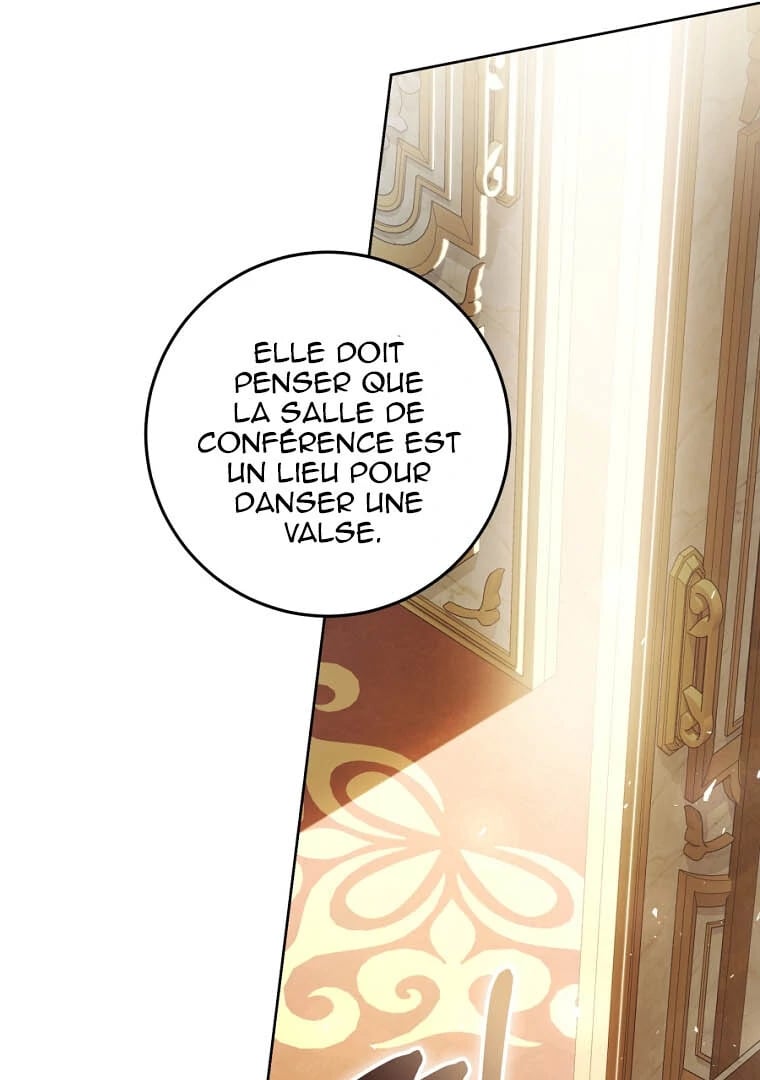 ELLE DOIT
PENSER QUE
LA SALLE DE
CONFÉRENCE EST
UN LIEU POUR
DANSER UNE
VALSE.